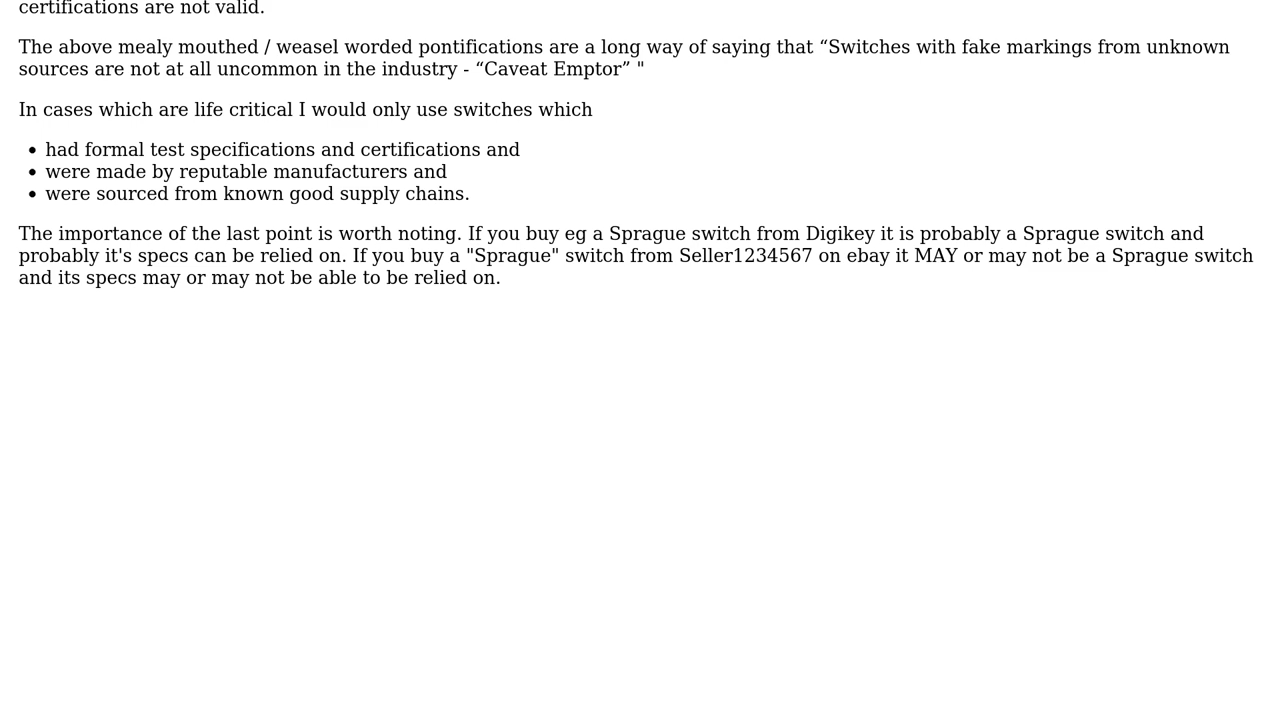 certifications are not valid.
The above mealy mouthed / weasel worded pontifications are a long way of saying that “Switches with fake markings from unknown
sources are not at all uncommon in the industry - “Caveat Emptor” "
In cases which are life critical I would only use switches which
• had formal test specifications and certifications and
• were made by reputable manufacturers and
• were sourced from known good supply chains.
The importance of the last point is worth noting. If you buy eg a Sprague switch from Digikey it is probably a Sprague switch and
probably it's specs can be relied on. If you buy a "Sprague" switch from Seller1234567 on ebay it MAY or may not be a Sprague switch
and its specs may or may not be able to be relied on.